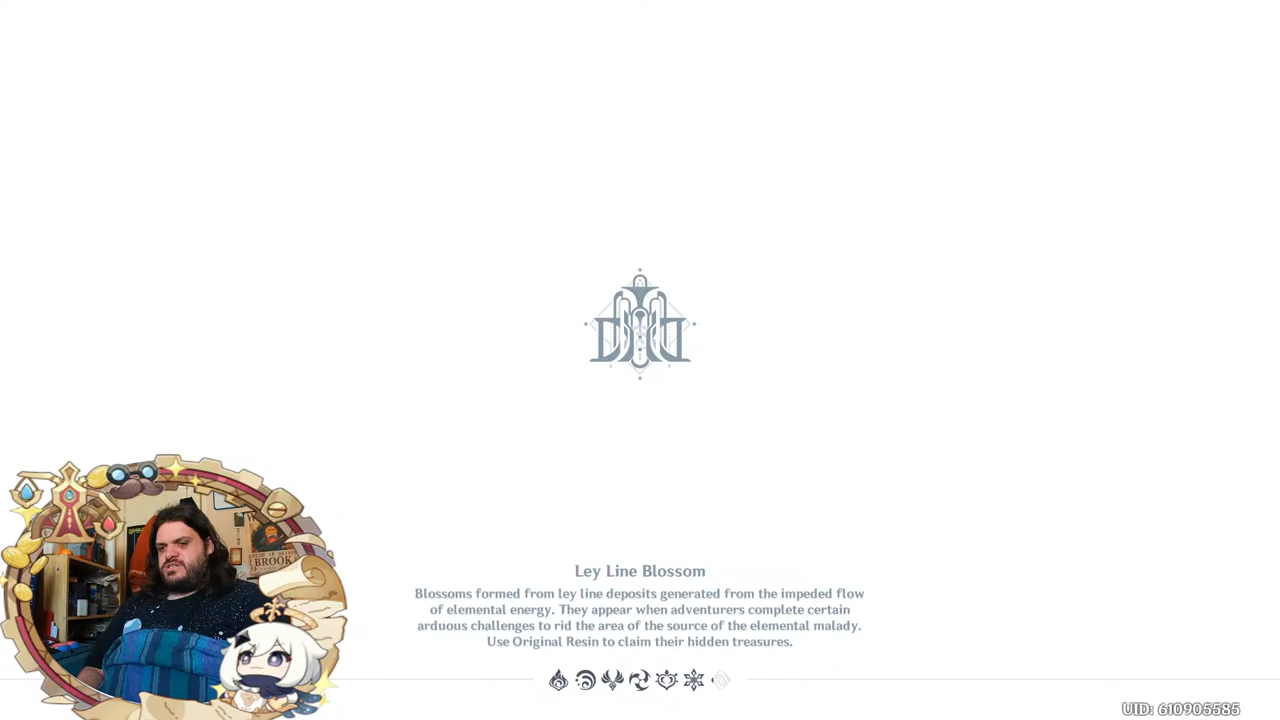 BROOK
Ley Line Blossom
Blossoms formed from ley line deposits generated from the impeded flow
of elemental energy. They appear when adventurers complete certain
arduous challenges to rid the area of the source of the elemental malady.
Use Original Resin to claim their hidden treasures.
UID: 610905585